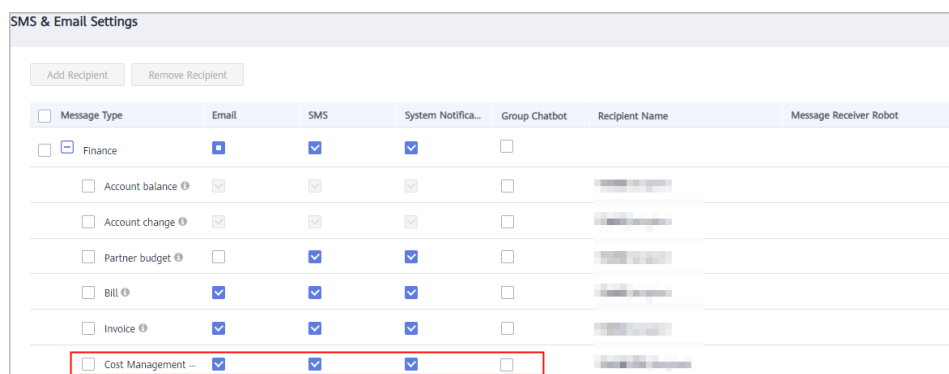 SMS & Email Settings
Add Recipient Remove Recipient
Message Type Email SMS System Notifica... Group Chatbot Recipient Name Message Receiver Robot
Finance
Account balance
Account change
Partner budget
Bill
Invoice
Cost Management ...